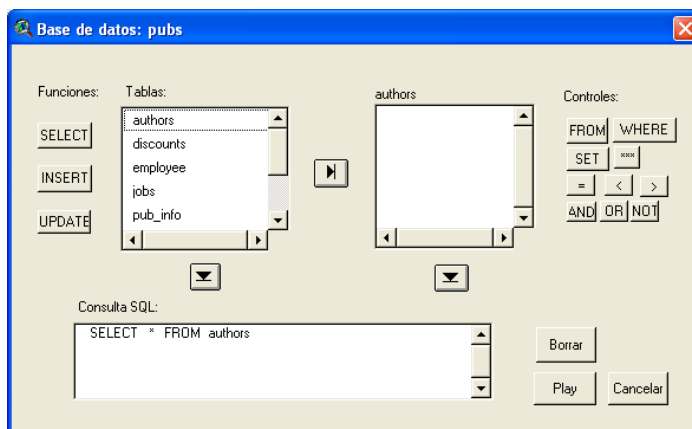 Base de datos: pubs
Funciones:
Tablas:
authors
Controles:
SELECT
INSERT
UPDATE
authors
discounts
employee
jobs
pub_info
FROM WHERE
SET "**"
= < >
AND OR NOT
Consulta SQL:
SELECT * FROM authors
Borrar
Play Cancelar